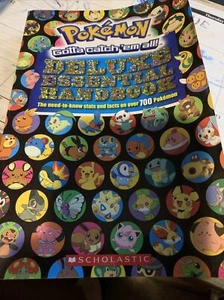 POKéMON
Gotta catch 'em all!
DELUXE
ESSENTIAL
HANDBOOK
The need-to-know stats and facts on over 700 Pokémon
SCHOLASTIC